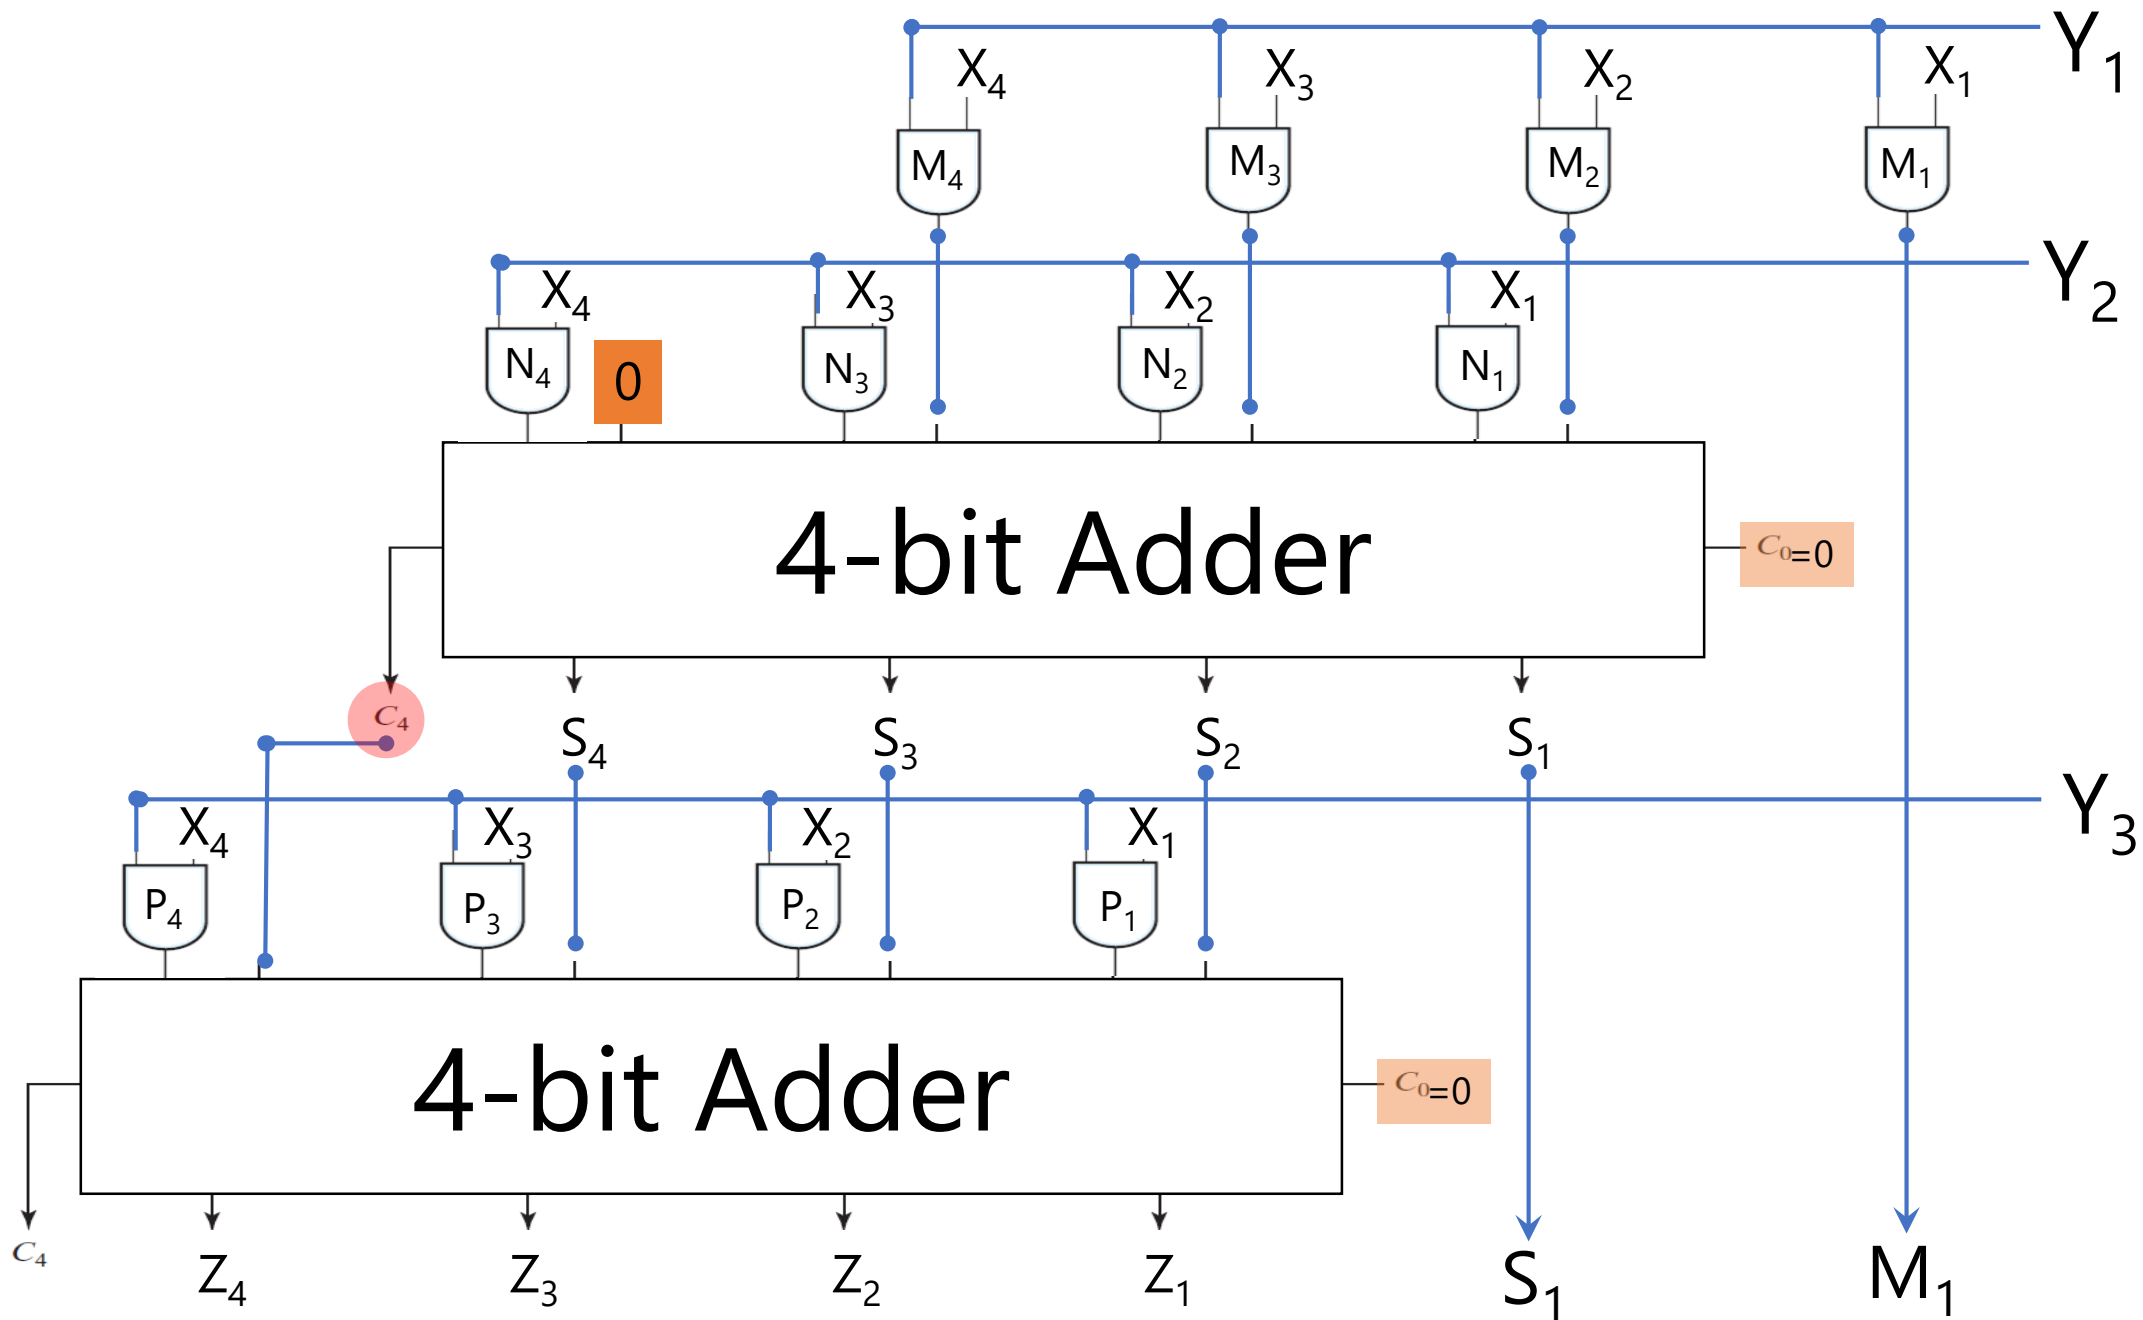 Y₁
X₄ X₃ X₂ X₁
M₄ M₃ M₂ M₁
Y₂
X₄ X₃ X₂ X₁
N₄ 0 N₃ N₂ N₁
4-bit Adder
C₀=0
C₄ S₄ S₃ S₂ S₁
Y₃
X₄ X₃ X₂ X₁
P₄ P₃ P₂ P₁
4-bit Adder
C₀=0
C₄ Z₄ Z₃ Z₂ Z₁ S₁ M₁